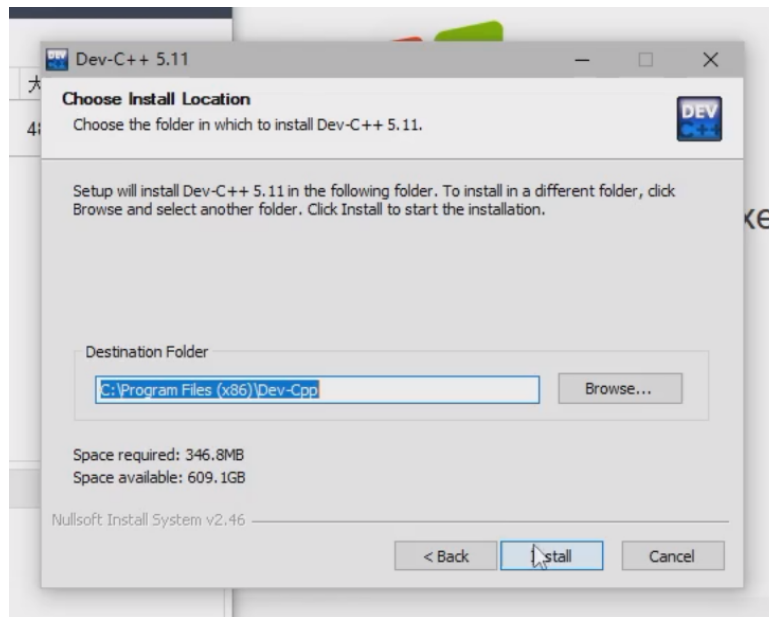 Dev-C++ 5.11
大
Choose Install Location
Choose the folder in which to install Dev-C++ 5.11.
DEV
C++
48
Setup will install Dev-C++ 5.11 in the following folder. To install in a different folder, click
Browse and select another folder. Click Install to start the installation.
xe
Destination Folder
C:\Program Files (x86)\Dev-Cpp
Browse...
Space required: 346.8MB
Space available: 609.1GB
Nullsoft Install System v2.46
< Back
Install
Cancel